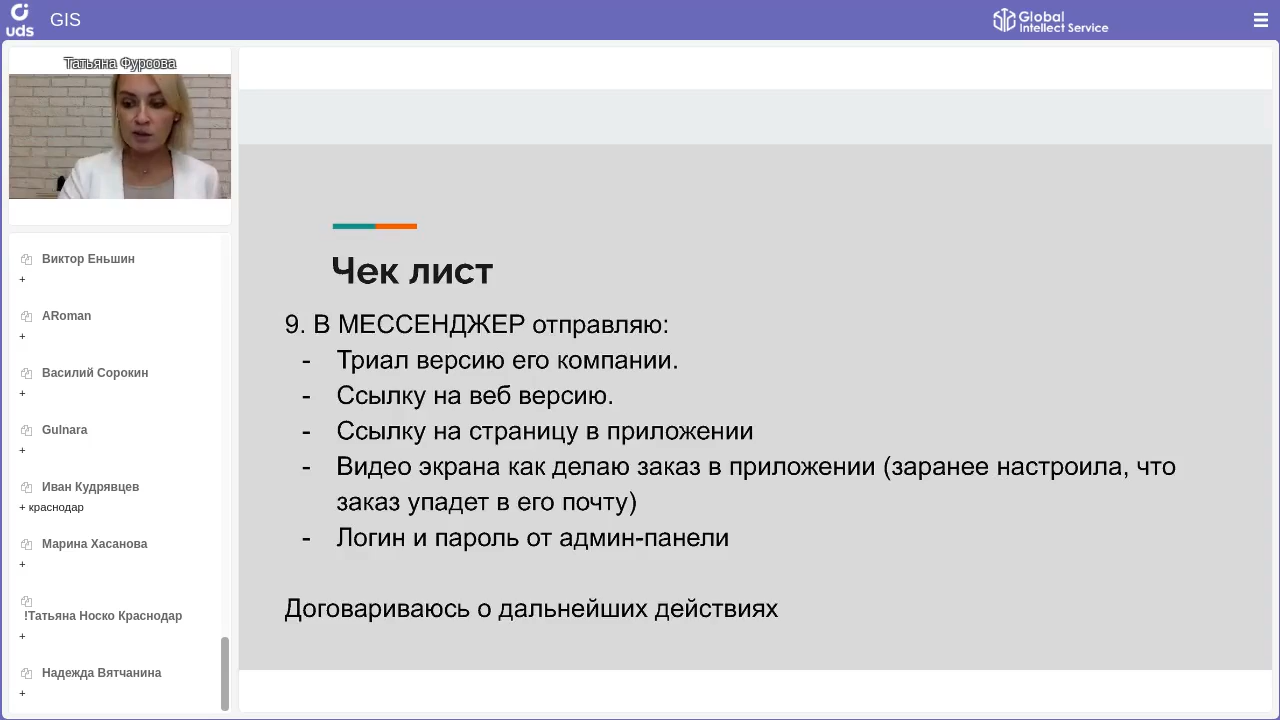 uds
GIS
Global
Intellect Service
Татьяна Фурсова
Виктор Еньшин
+
ARoman
+
Василий Сорокин
+
Gulnara
+
Иван Кудрявцев
+ краснодар
Марина Хасанова
+
!Татьяна Носко Краснодар
+
Надежда Вятчанина
+
Чек лист
9. В МЕССЕНДЖЕР отправляю:
- Триал версию его компании.
- Ссылку на веб версию.
- Ссылку на страницу в приложении
- Видео экрана как делаю заказ в приложении (заранее настроила, что
заказ упадет в его почту)
- Логин и пароль от админ-панели
Договариваюсь о дальнейших действиях